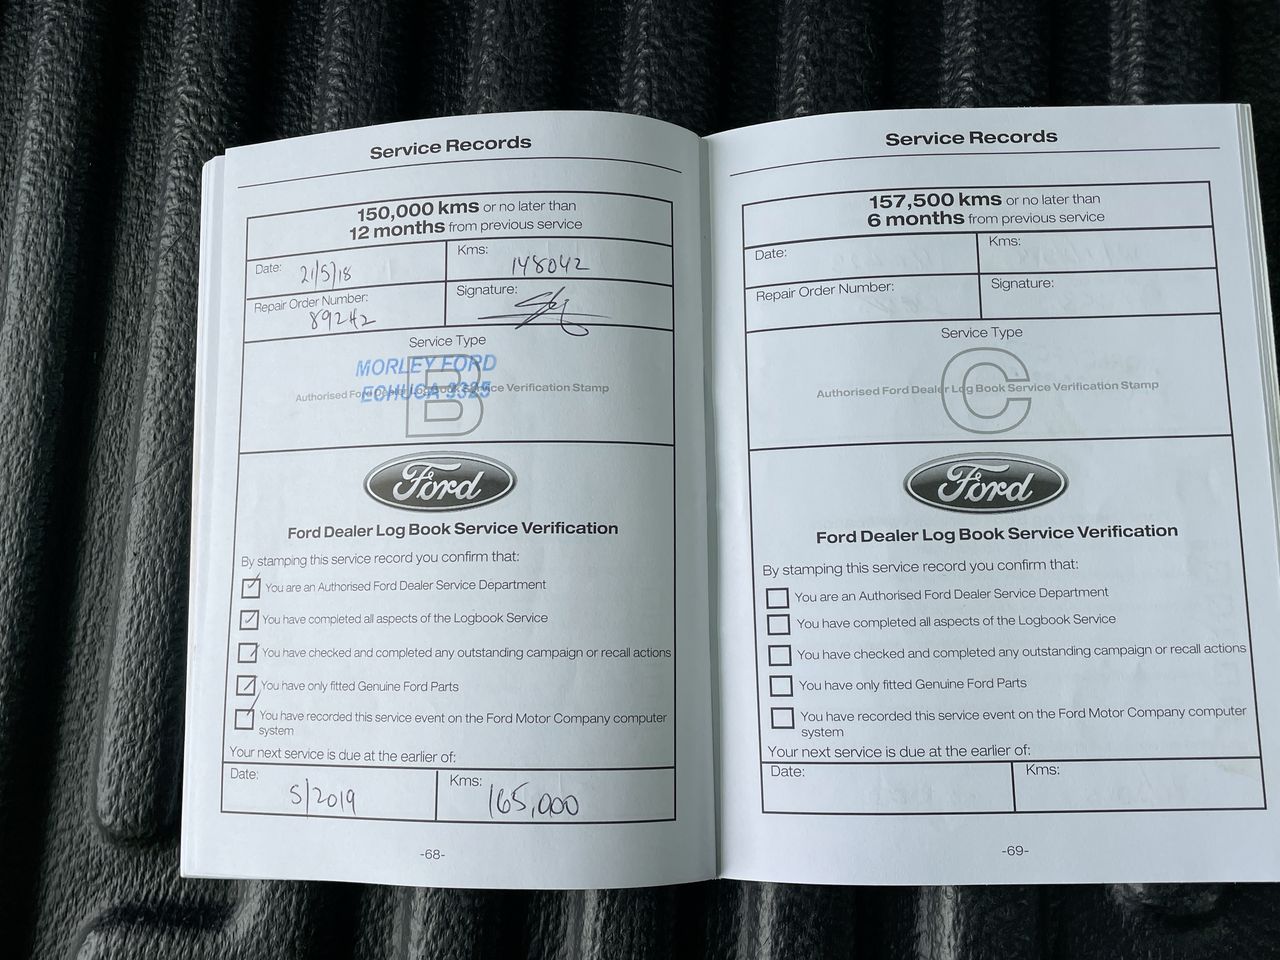 Service Records
150,000 kms or no later than
12 months from previous service
Date: 21/5/18
Kms: 148042
Repair Order Number: 89242
Signature:
Service Type
B
MORLEY FORD
ECHUCA 3325
Authorised Ford Dealer Log Book Service Verification Stamp
Ford
Ford Dealer Log Book Service Verification
By stamping this service record you confirm that:
You are an Authorised Ford Dealer Service Department
You have completed all aspects of the Logbook Service
You have checked and completed any outstanding campaign or recall actions
You have only fitted Genuine Ford Parts
You have recorded this service event on the Ford Motor Company computer
system
Your next service is due at the earlier of:
Date: 5/2019
Kms: 165,000
-68-
Service Records
157,500 kms or no later than
6 months from previous service
Date:
Kms:
Repair Order Number:
Signature:
Service Type
C
Authorised Ford Dealer Log Book Service Verification Stamp
Ford
Ford Dealer Log Book Service Verification
By stamping this service record you confirm that:
You are an Authorised Ford Dealer Service Department
You have completed all aspects of the Logbook Service
You have checked and completed any outstanding campaign or recall actions
You have only fitted Genuine Ford Parts
You have recorded this service event on the Ford Motor Company computer
system
Your next service is due at the earlier of:
Date:
Kms:
-69-